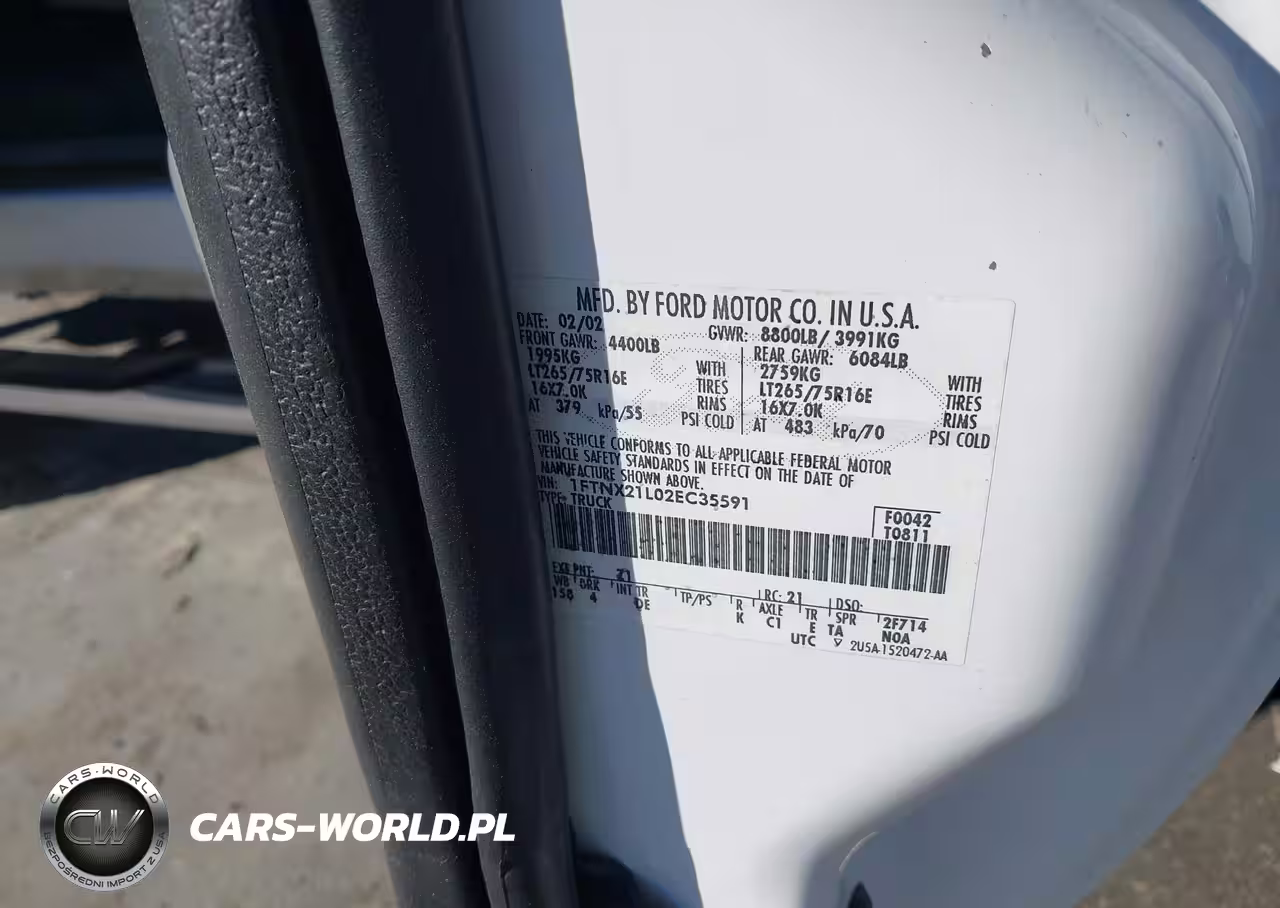 MFD. BY FORD MOTOR CO. IN U.S.A.
DATE: 02/02 GVWR: 8800LB/ 3991KG
FRONT GAWR: 4400LB REAR GAWR: 6084LB
1995KG WITH 2759KG WITH
LT265/75R16E TIRES LT265/75R16E TIRES
16X7.0K RIMS 16X7.0K RIMS
AT 379 kPa/55 PSI COLD AT 483 kPa/70 PSI COLD
THIS VEHICLE CONFORMS TO ALL APPLICABLE FEDERAL MOTOR
VEHICLE SAFETY STANDARDS IN EFFECT ON THE DATE OF
MANUFACTURE SHOWN ABOVE.
VIN: 1FTNX21L02EC35591
TYPE: TRUCK
F0042
T0811
EXT PNT: Z1 RC: 21 DSO:
WB BRK INT TR TP/PS R AXLE TR SPR 2F714
158 4 DE K C1 E TA NOA
UTC 2U5A-1520472-AA
CARS-WORLD
CW
BEZPOŚREDNI IMPORT Z USA
CARS-WORLD.PL